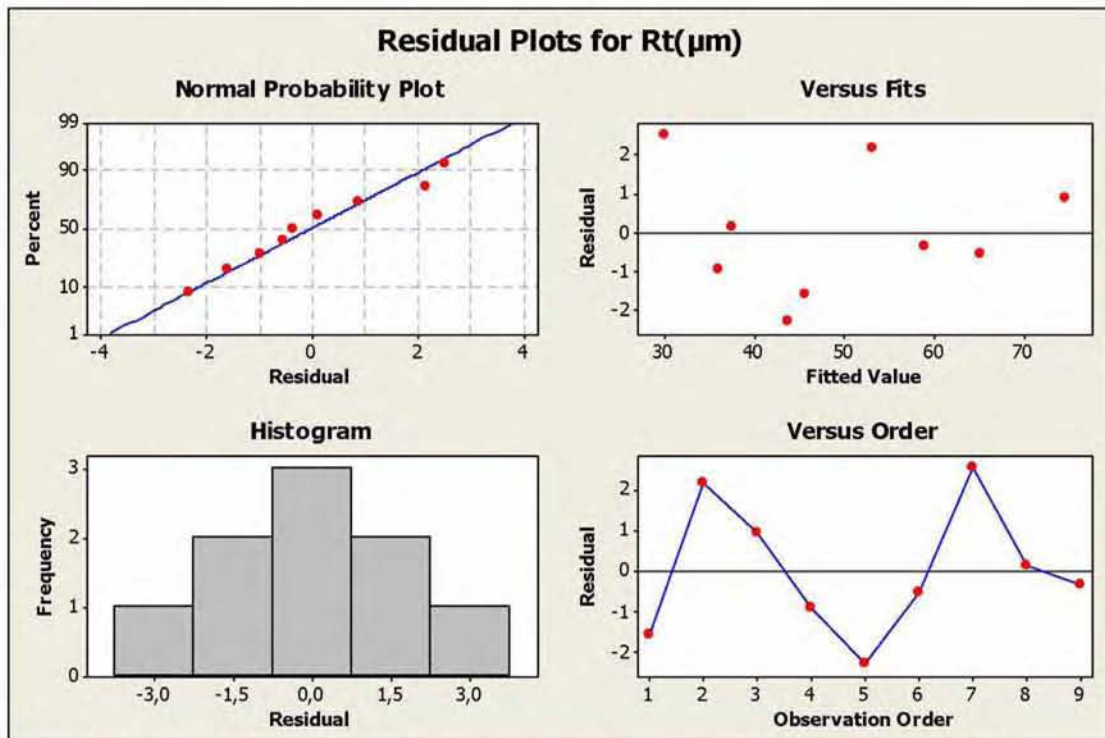 Residual Plots for Rt(µm)
Normal Probability Plot
99
90
50
10
1
Percent
-4 -2 0 2 4
Residual
Versus Fits
2
1
0
-1
-2
Residual
30 40 50 60 70
Fitted Value
Histogram
3
2
1
0
Frequency
-3,0 -1,5 0,0 1,5 3,0
Residual
Versus Order
2
1
0
-1
-2
Residual
1 2 3 4 5 6 7 8 9
Observation Order